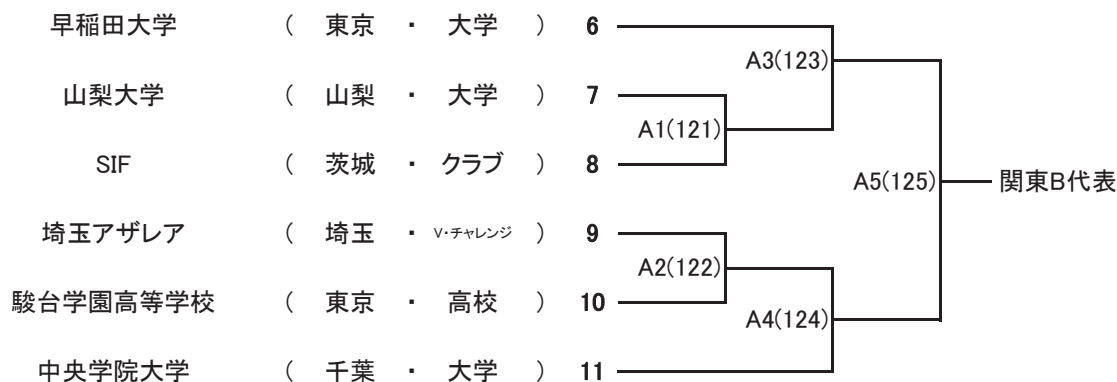 早稲田大学 ( 東京 ・ 大学 ) 6
A3(123)
山梨大学 ( 山梨 ・ 大学 ) 7
A1(121)
SIF ( 茨城 ・ クラブ ) 8
A5(125) 関東B代表
埼玉アザレア ( 埼玉 ・ V・チャレンジ ) 9
A2(122)
駿台学園高等学校 ( 東京 ・ 高校 ) 10
A4(124)
中央学院大学 ( 千葉 ・ 大学 ) 11